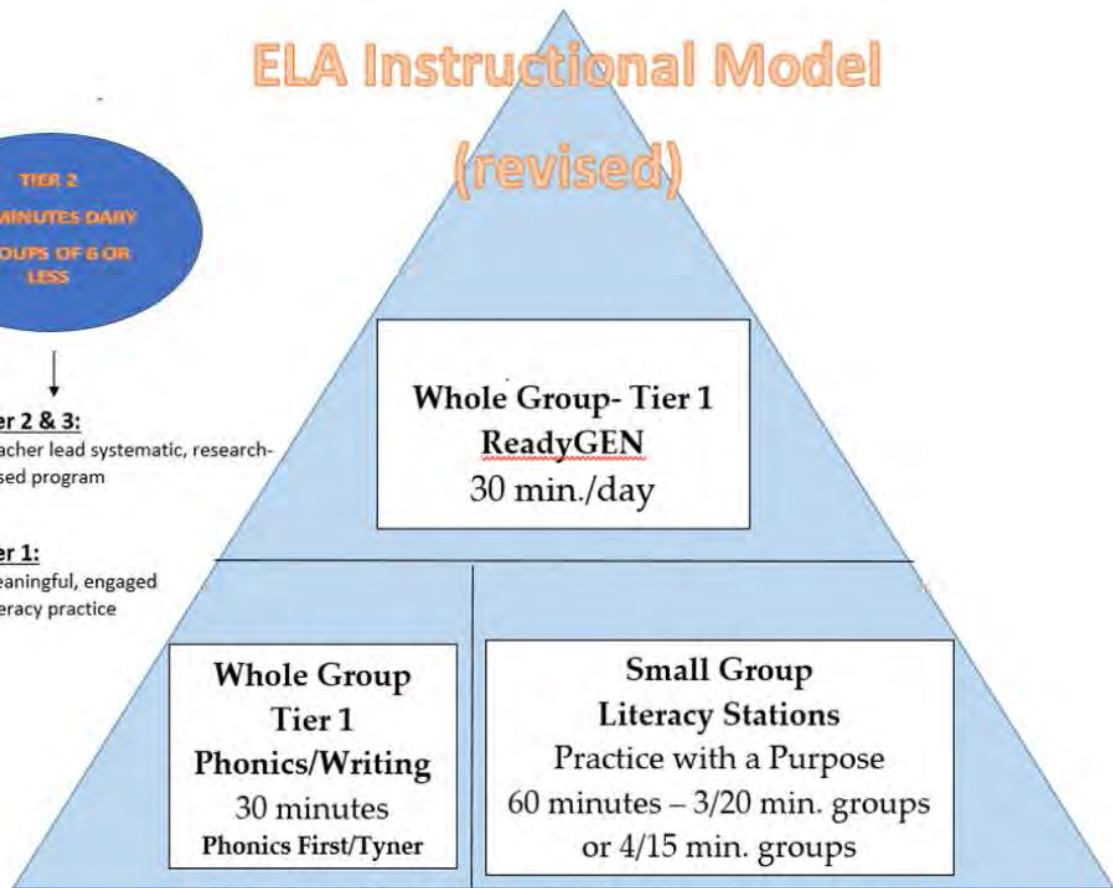 ELA Instructional Model
(revised)
TIER 2
MINUTES DAILY
OUPS OF 6 OR
LESS
er 2 & 3:
acher lead systematic, research-
sed program
er 1:
eaningful, engaged
eracy practice
Whole Group- Tier 1
ReadyGEN
30 min./day
Whole Group
Tier 1
Phonics/Writing
30 minutes
Phonics First/Tyner
Small Group
Literacy Stations
Practice with a Purpose
60 minutes – 3/20 min. groups
or 4/15 min. groups